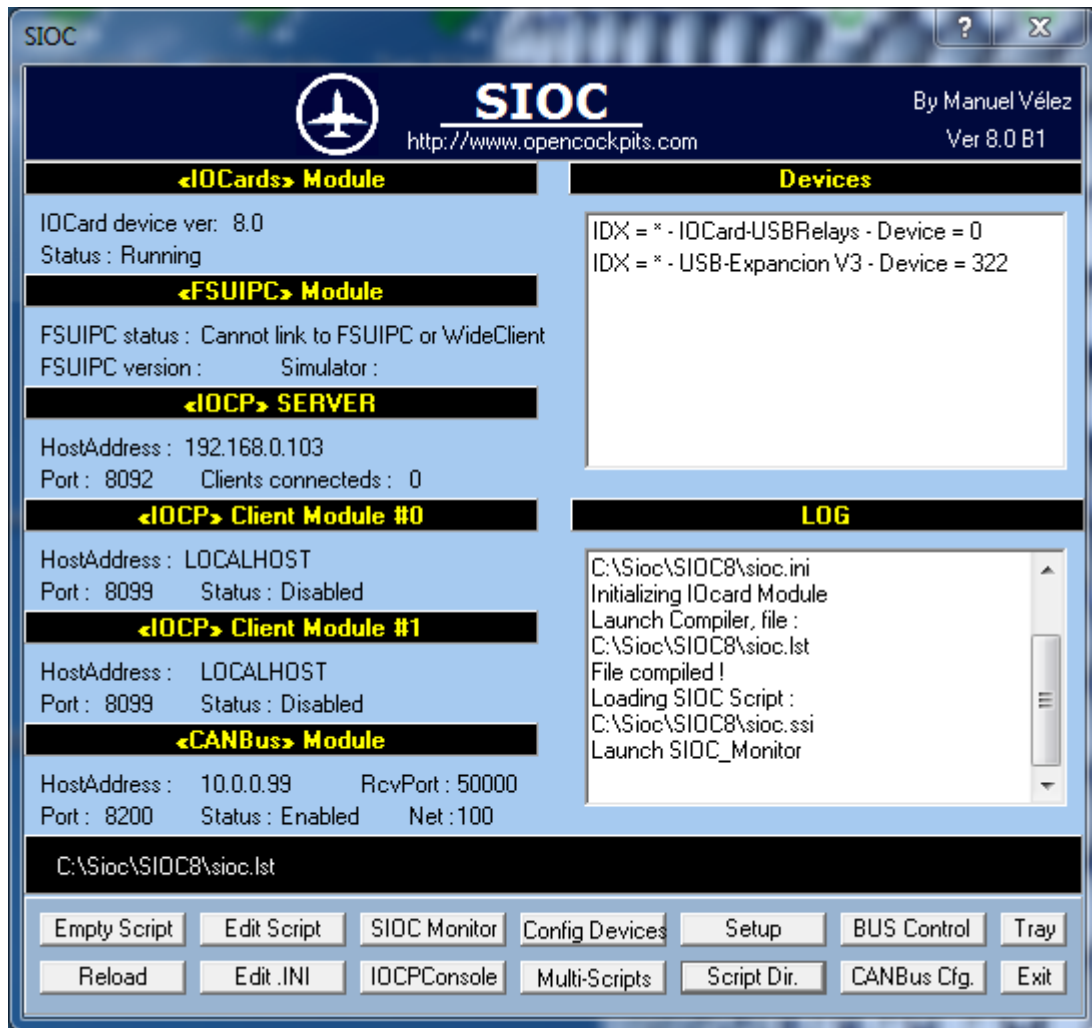 SIOC
?
X
SIOC
http://www.opencockpits.com
By Manuel Vélez
Ver 8.0 B1
«IOCards» Module
IOCard device ver: 8.0
Status : Running
«FSUIPC» Module
FSUIPC status : Cannot link to FSUIPC or WideClient
FSUIPC version : Simulator :
«IOCP» SERVER
HostAddress : 192.168.0.103
Port : 8092 Clients connecteds : 0
«IOCP» Client Module #0
HostAddress : LOCALHOST
Port : 8099 Status : Disabled
«IOCP» Client Module #1
HostAddress : LOCALHOST
Port : 8099 Status : Disabled
«CANBus» Module
HostAddress : 10.0.0.99 RcvPort : 50000
Port : 8200 Status : Enabled Net : 100
Devices
IDX = * - IOCard-USBRelays - Device = 0
IDX = * - USB-Expancion V3 - Device = 322
LOG
C:\Sioc\SIOC8\sioc.ini
Initializing IOcard Module
Launch Compiler, file :
C:\Sioc\SIOC8\sioc.lst
File compiled !
Loading SIOC Script :
C:\Sioc\SIOC8\sioc.ssi
Launch SIOC_Monitor
C:\Sioc\SIOC8\sioc.lst
Empty Script Edit Script SIOC Monitor Config Devices Setup BUS Control Tray
Reload Edit .INI IOCPConsole Multi-Scripts Script Dir. CANBus Cfg. Exit